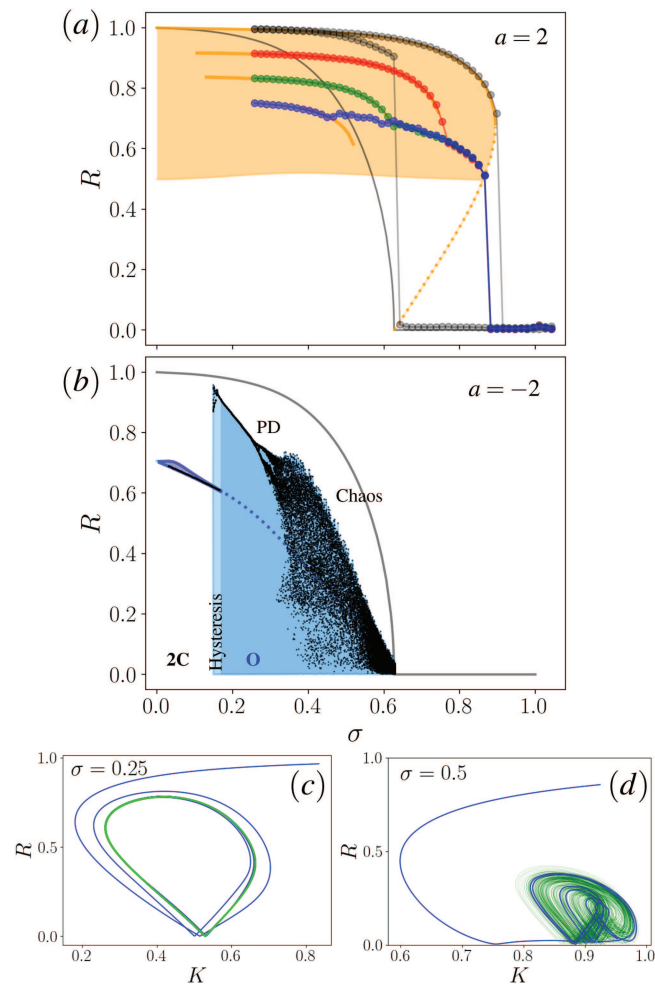 (a)
a = 2
1.0
0.8
0.6
0.4
0.2
0.0
R
(b)
a = −2
1.0
0.8
0.6
0.4
0.2
0.0
R
PD
Chaos
Hysteresis
2C
O
0.0 0.2 0.4 0.6 0.8 1.0
σ
1.0
0.5
0.0
R
σ = 0.25
(c)
0.2 0.4 0.6 0.8
K
1.0
0.5
0
R
σ = 0.5
(d)
0.6 0.7 0.8 0.9 1.0
K